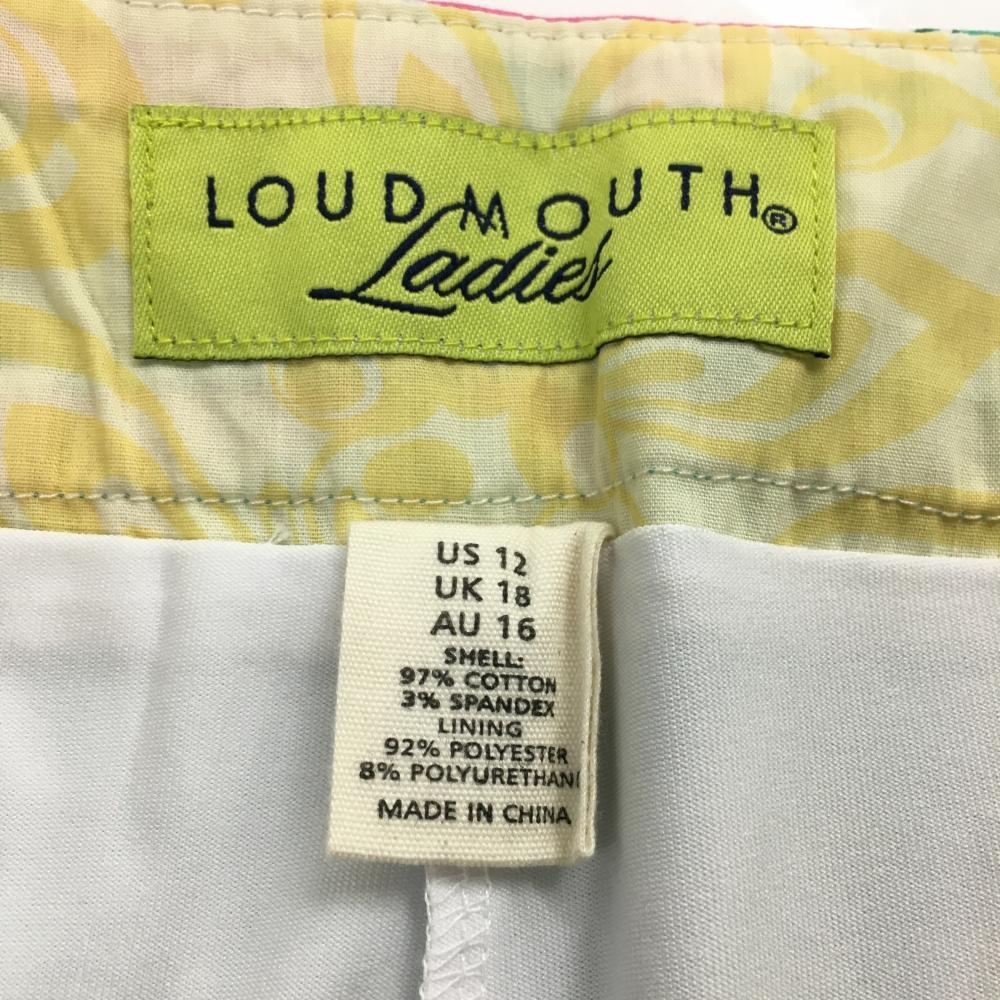 LOUDMOUTH®
Ladies
US 12
UK 18
AU 16
SHELL:
97% COTTON
3% SPANDEX
LINING
92% POLYESTER
8% POLYURETHAN
MADE IN CHINA